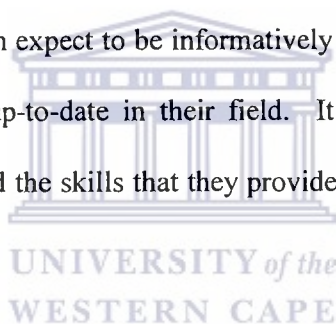 n expect to be informatively
up-to-date in their field. It
d the skills that they provide
UNIVERSITY of the
WESTERN CAPE